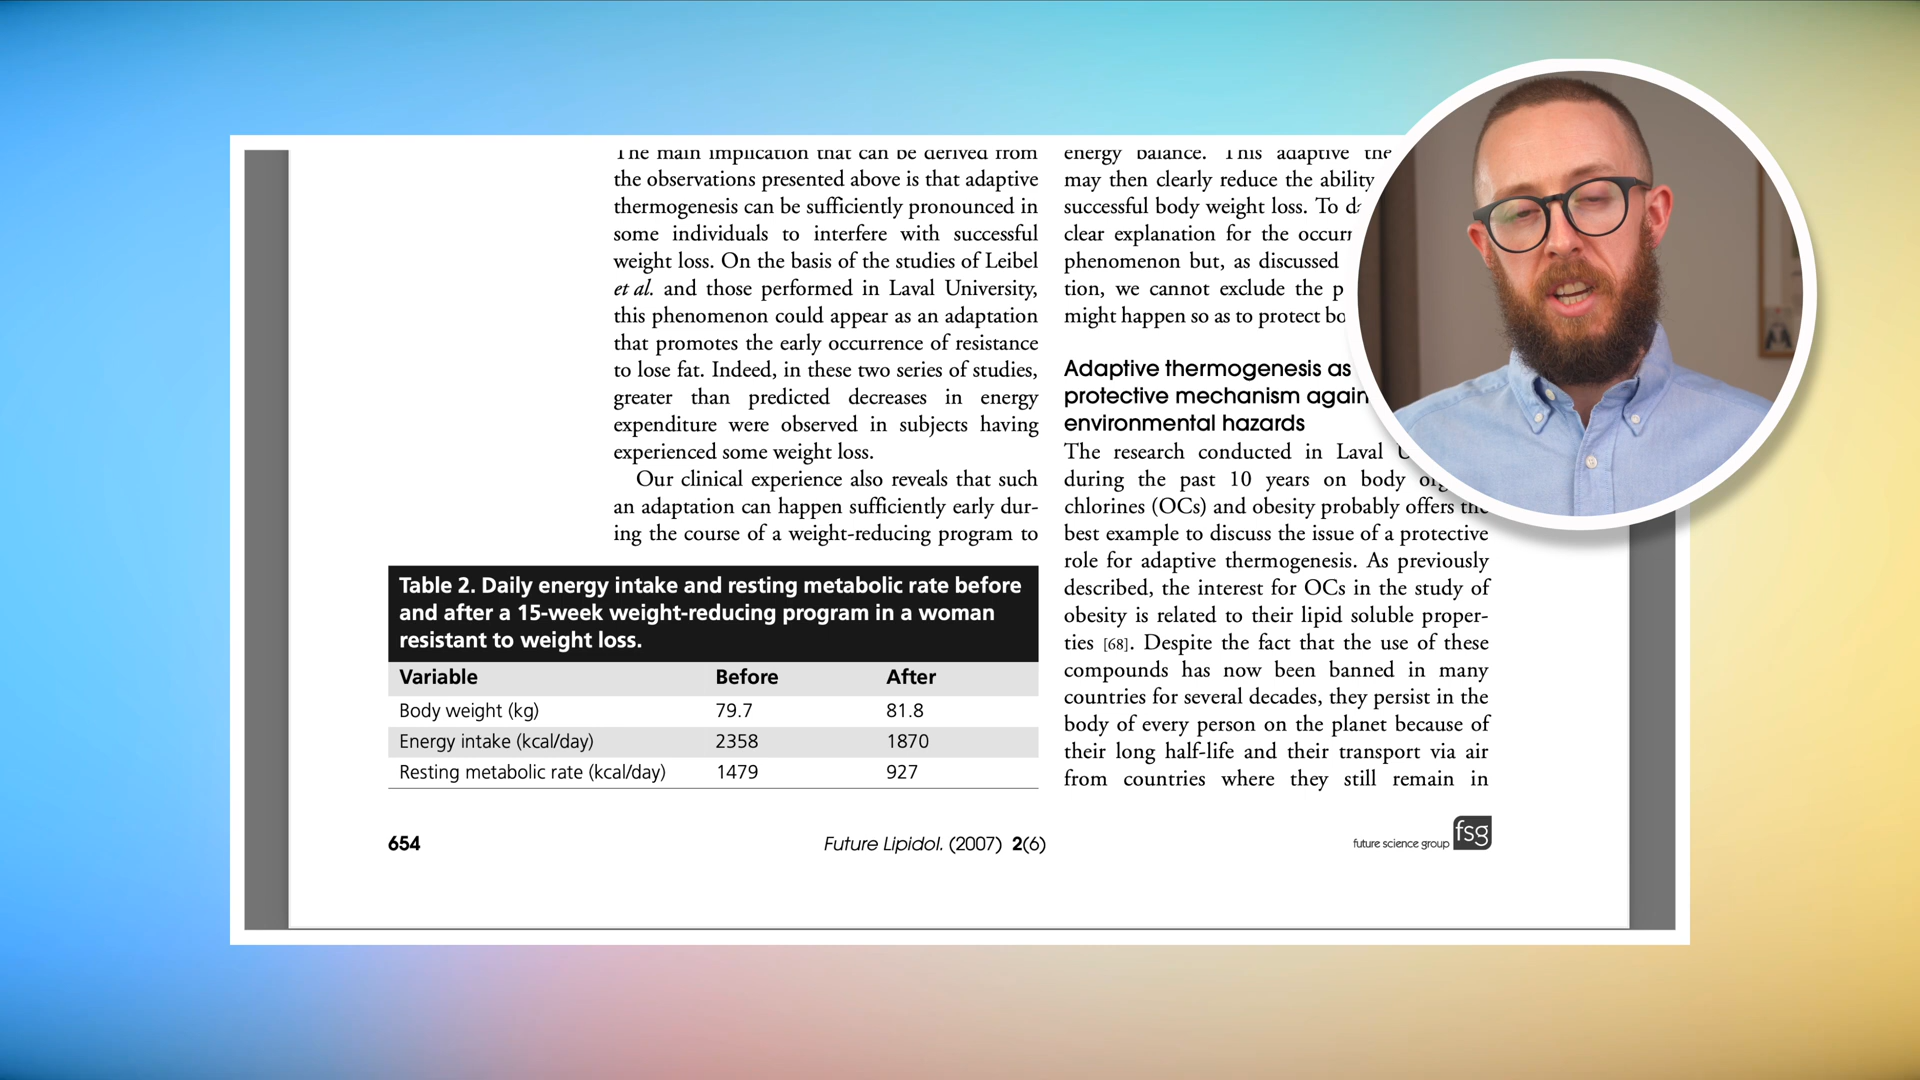 The main implication that can be derived from
the observations presented above is that adaptive
thermogenesis can be sufficiently pronounced in
some individuals to interfere with successful
weight loss. On the basis of the studies of Leibel
et al. and those performed in Laval University,
this phenomenon could appear as an adaptation
that promotes the early occurrence of resistance
to lose fat. Indeed, in these two series of studies,
greater than predicted decreases in energy
expenditure were observed in subjects having
experienced some weight loss.
Our clinical experience also reveals that such
an adaptation can happen sufficiently early dur-
ing the course of a weight-reducing program to
Table 2. Daily energy intake and resting metabolic rate before
and after a 15-week weight-reducing program in a woman
resistant to weight loss.
Variable Before After
Body weight (kg) 79.7 81.8
Energy intake (kcal/day) 2358 1870
Resting metabolic rate (kcal/day) 1479 927
energy balance. This adaptive
may then clearly reduce the ability
successful body weight loss. To
clear explanation for the
phenomenon but, as discussed
tion, we cannot exclude the
might happen so as to protect
Adaptive thermogenesis as
protective mechanism
environmental hazards
The research conducted in Laval
during the past 10 years on body
chlorines (OCs) and obesity probably offers the
best example to discuss the issue of a protective
role for adaptive thermogenesis. As previously
described, the interest for OCs in the study of
obesity is related to their lipid soluble proper-
ties [68]. Despite the fact that the use of these
compounds has now been banned in many
countries for several decades, they persist in the
body of every person on the planet because of
their long half-life and their transport via air
from countries where they still remain in
654
Future Lipidol. (2007) 2(6)
future science group fsg